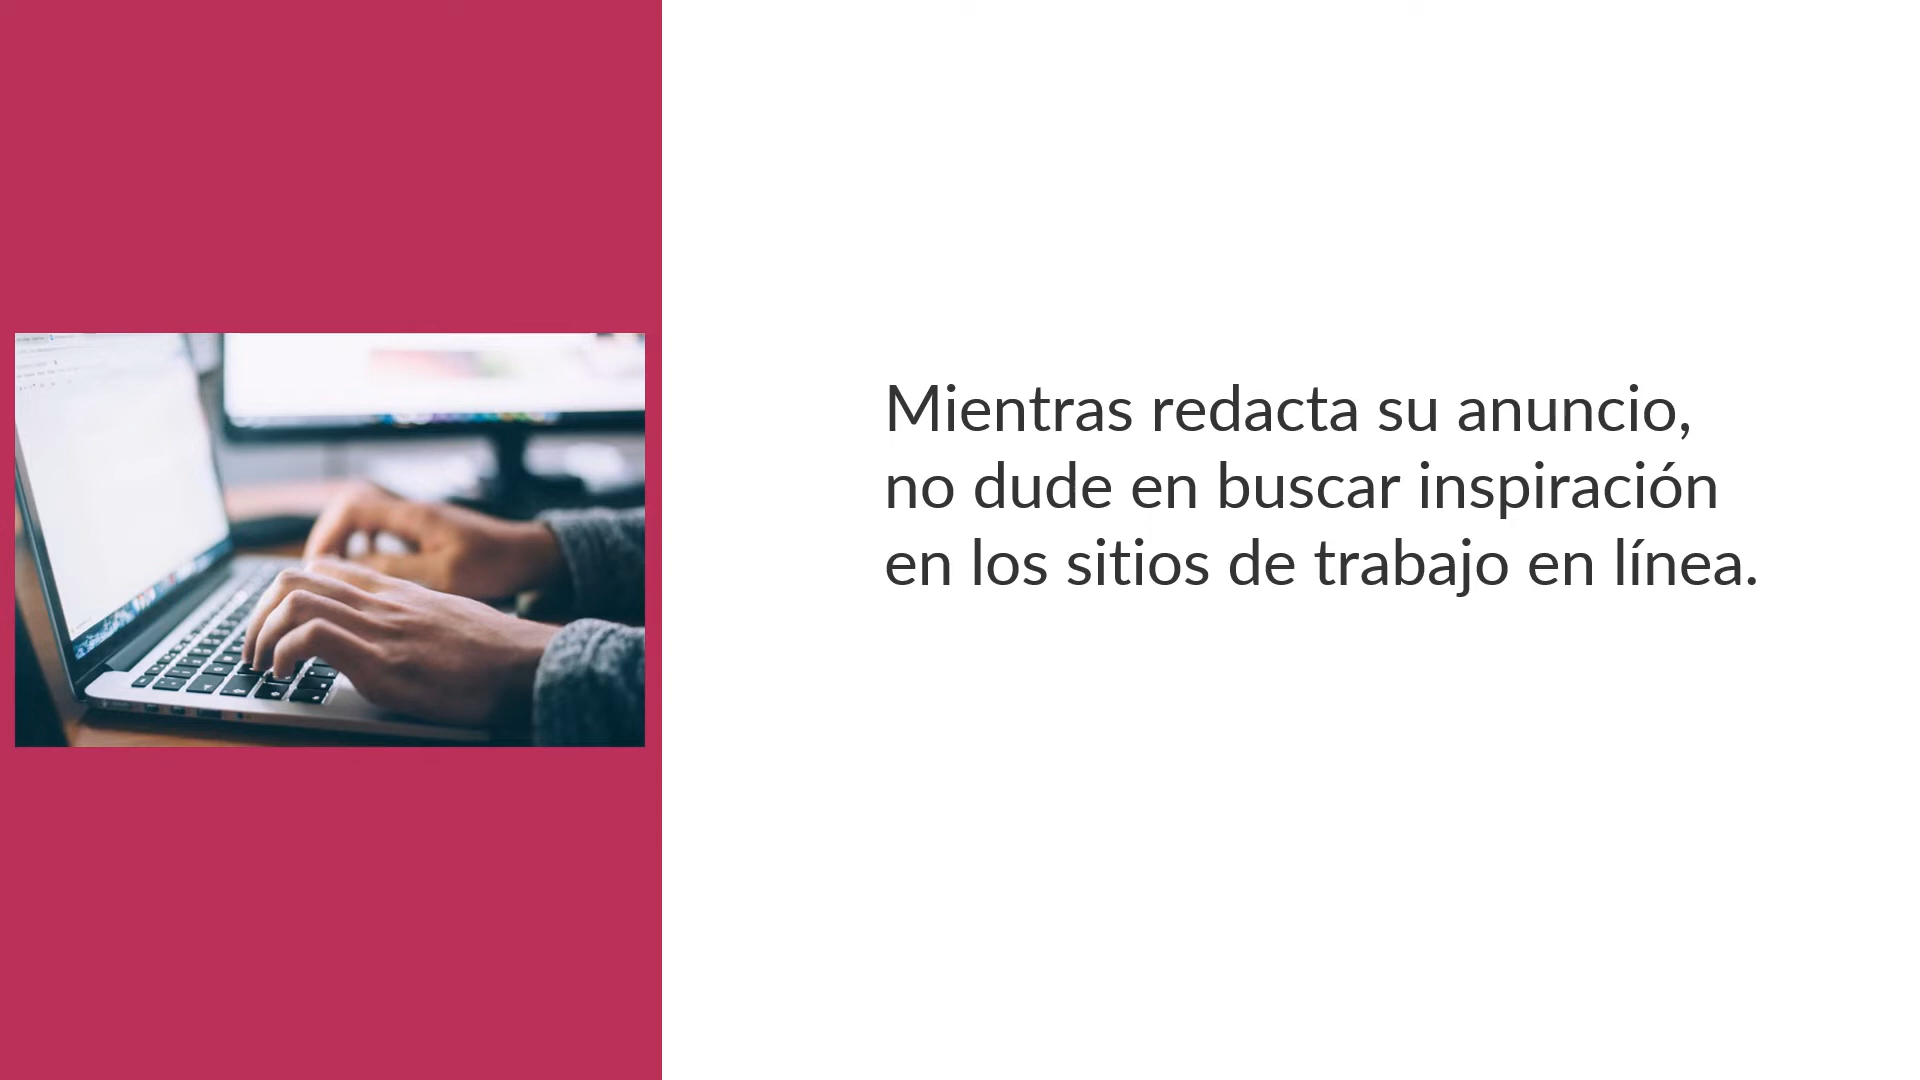 Mientras redacta su anuncio,
no dude en buscar inspiración
en los sitios de trabajo en línea.